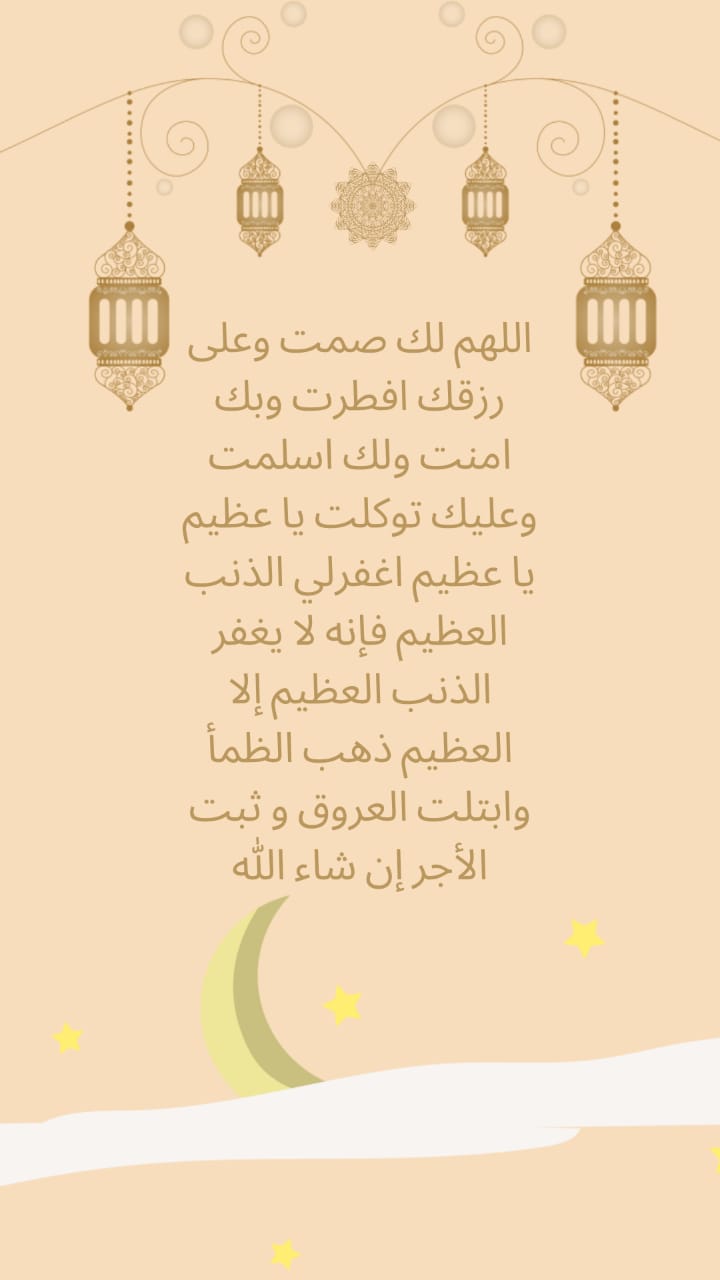 اللهم لك صمت وعلى
رزقك افطرت وبك
امنت ولك اسلمت
وعليك توكلت يا عظيم
يا عظيم اغفرلي الذنب
العظيم فإنه لا يغفر
الذنب العظيم إلا
العظيم ذهب الظمأ
وابتلت العروق و ثبت
الأجر إن شاء الله